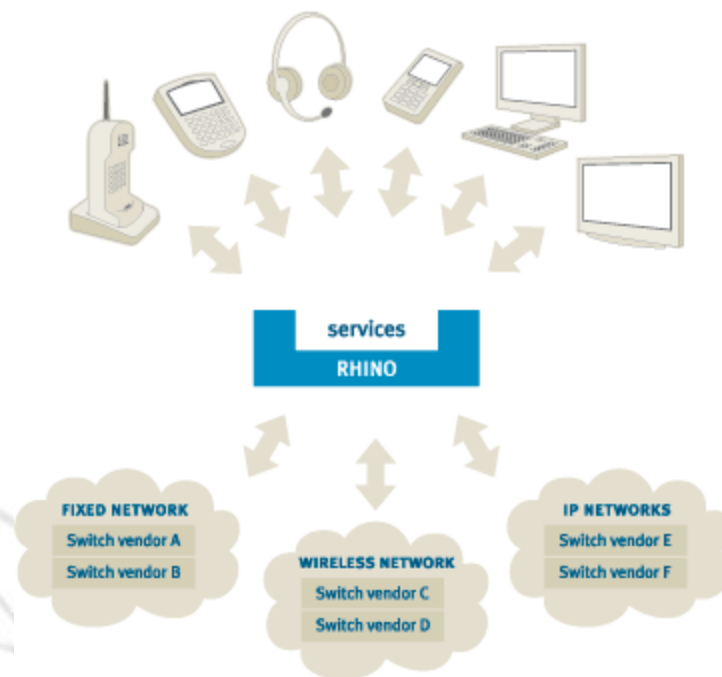 services
RHINO
FIXED NETWORK
Switch vendor A
Switch vendor B
WIRELESS NETWORK
Switch vendor C
Switch vendor D
IP NETWORKS
Switch vendor E
Switch vendor F